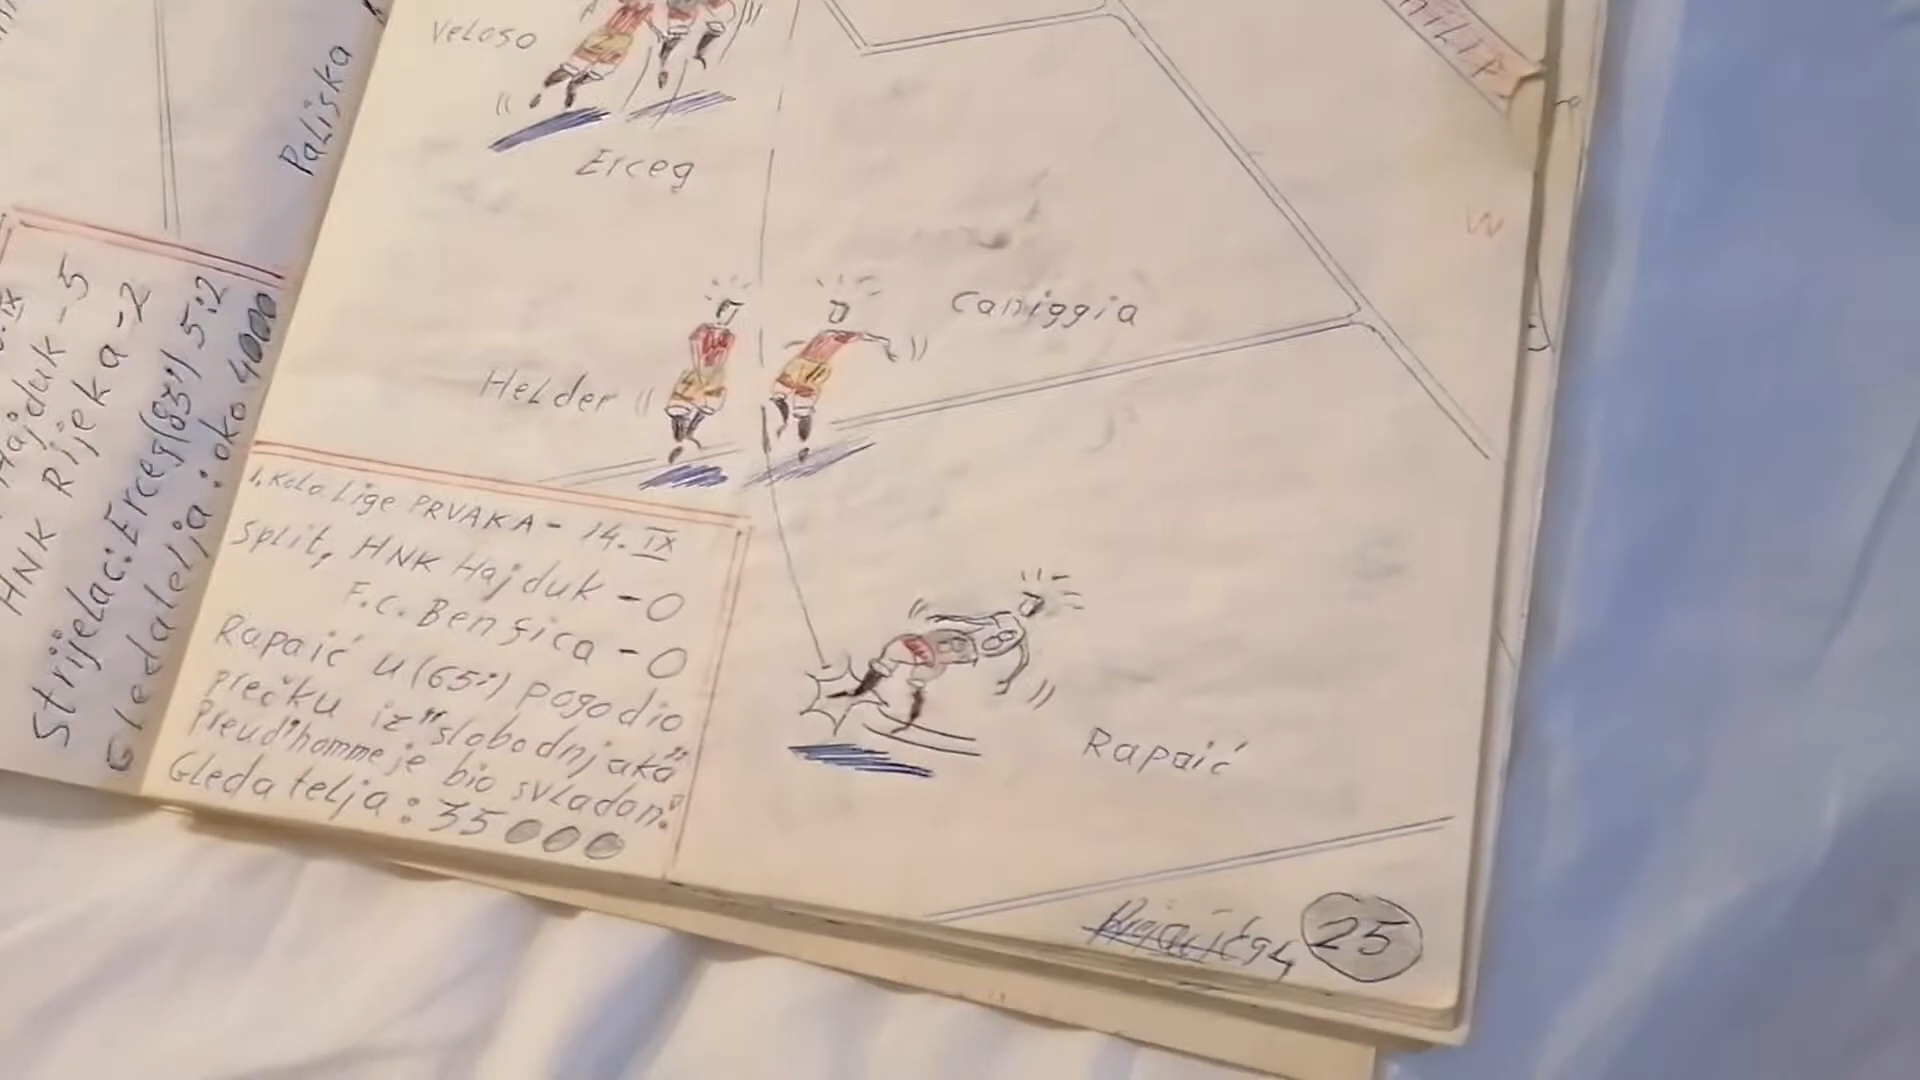 Paliska
HNK Hajduk - 5
HNK Rijeka - 2
Strijelac: Erceg (83') 5:2
Gledatelja: oko 4000
IX
Veloso
Erceg
Caniggia
Helder
1. Kolo Lige PRVAKA - 14. IX
Split, HNK Hajduk - 0
F.C. Benfica - 0
Rapaić u (65') pogodio
prečku iz "slobodnjaka"
Preud'homme je bio svladan!
Gledatelja: 35000
Rapaić
25